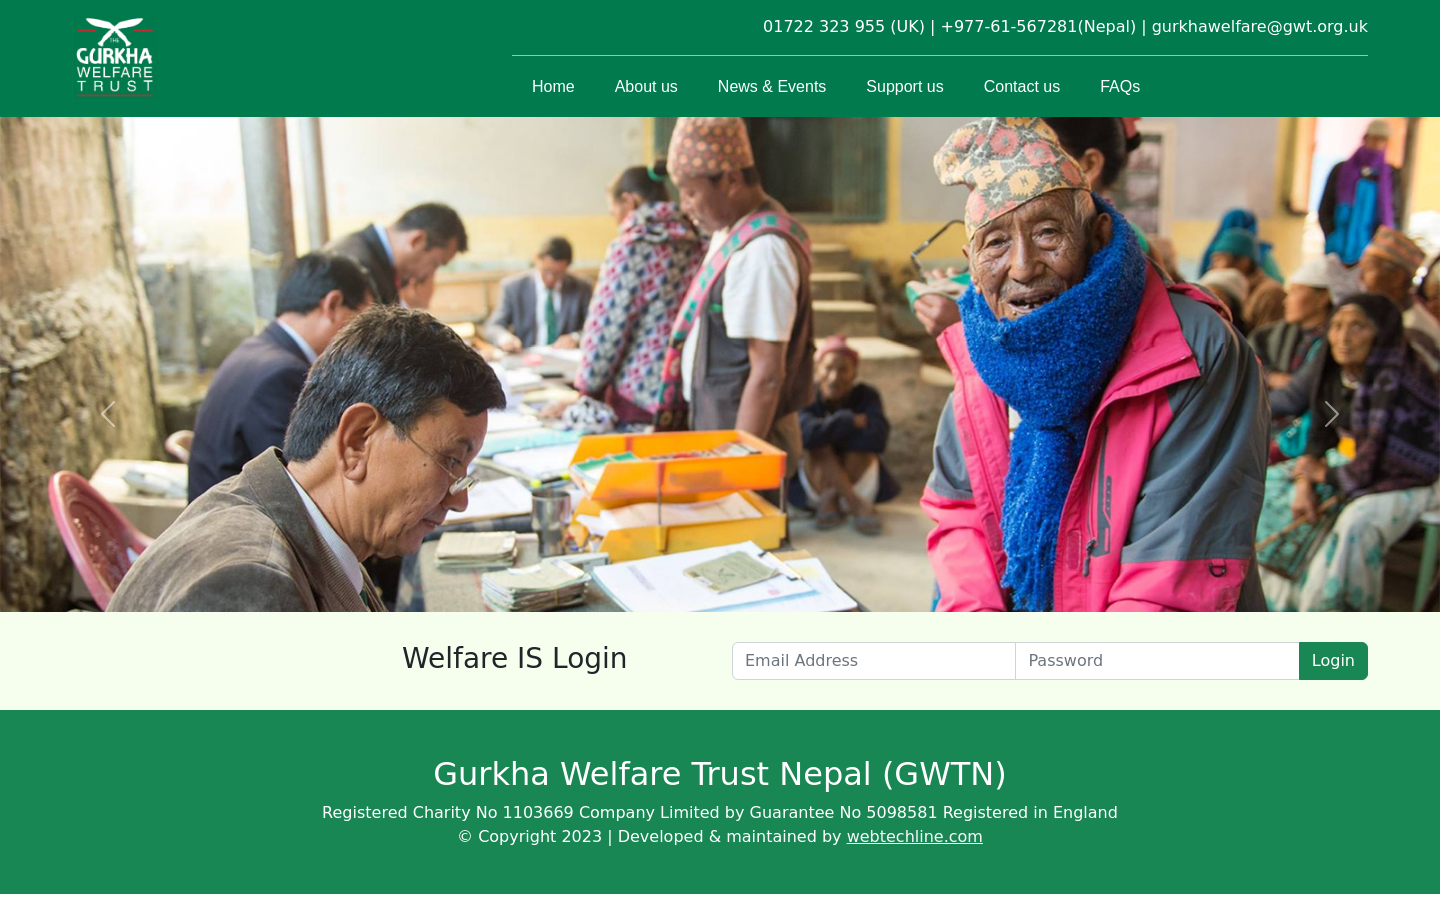 THE
GURKHA
WELFARE
TRUST
01722 323 955 (UK) | +977-61-567281(Nepal) | gurkhawelfare@gwt.org.uk
Home About us News & Events Support us Contact us FAQs
Welfare IS Login
Email Address Password Login
Gurkha Welfare Trust Nepal (GWTN)
Registered Charity No 1103669 Company Limited by Guarantee No 5098581 Registered in England
© Copyright 2023 | Developed & maintained by webtechline.com